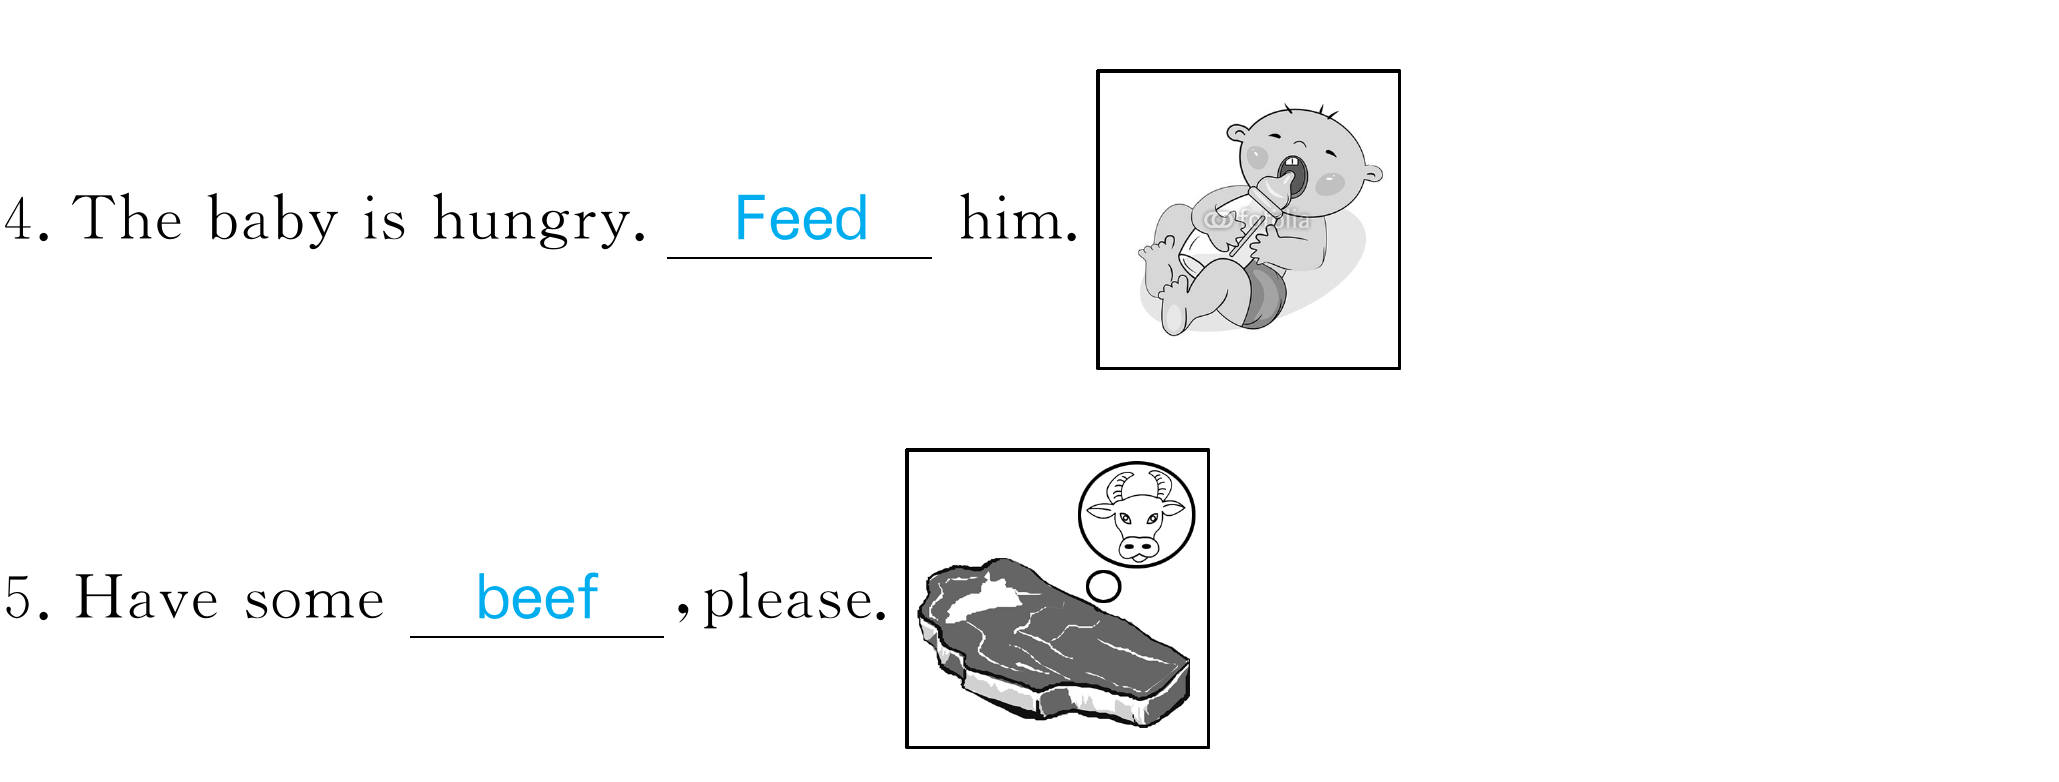 4. The baby is hungry. Feed him.
5. Have some beef, please.